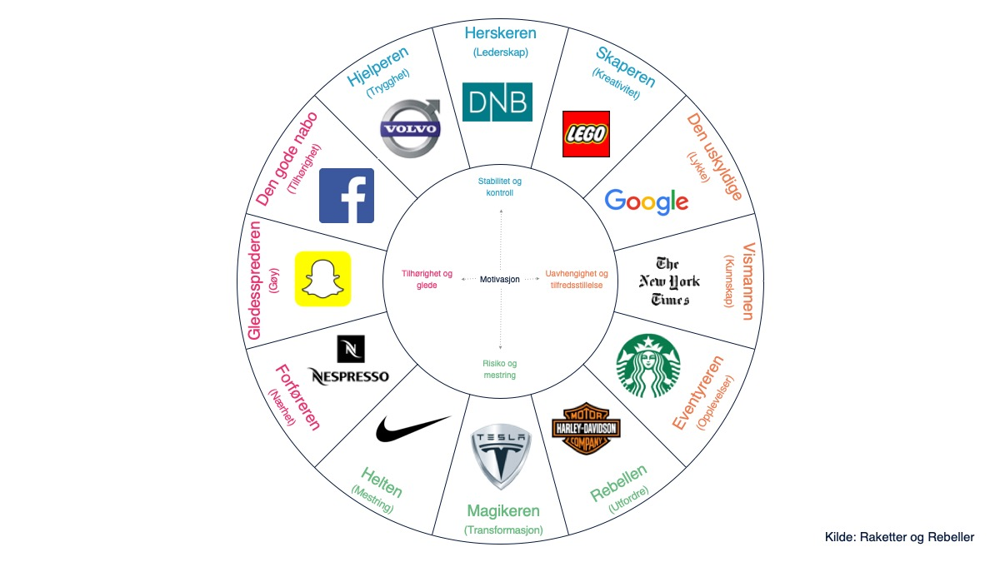 Herskeren
(Lederskap)
DNB
Skaperen
(Kreativitet)
LEGO
Den uskyldige
(Lykke)
Google
Vismannen
(Kunnskap)
The
New York
Times
Eventyreren
(Opplevelser)
Rebellen
(Utfordre)
MOTOR
HARLEY-DAVIDSON
COMPANY
Magikeren
(Transformasjon)
TESLA
Helten
(Mestring)
Forføreren
(Nærhet)
N
NESPRESSO
Gledessprederen
(Gøy)
Den gode nabo
(Tilhørighet)
f
Hjelperen
(Trygghet)
VOLVO
Stabilitet og
kontroll
Tilhørighet og
glede
Motivasjon
Uavhengighet og
tilfredsstillelse
Risiko og
mestring
Kilde: Raketter og Rebeller